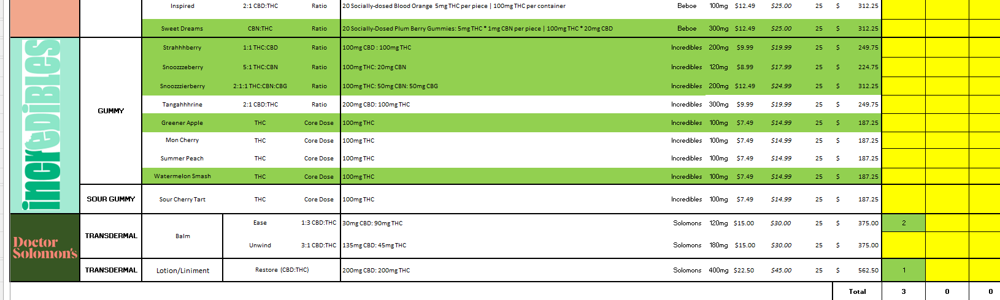 Inspired 2:1 CBD:THC Ratio 20 Socially-dosed Blood Orange 5mg THC per piece | 100mg THC per container Beboe 100mg $12.49 $25.00 25 $ 312.25
Sweet Dreams CBN:THC Ratio 20 Socially-Dosed Plum Berry Gummies: 5mg THC * 1mg CBN per piece | 100mg THC * 20mg CBD Beboe 300mg $12.49 $25.00 25 $ 312.25
incrediBles
GUMMY
Strahhhberry 1:1 THC:CBD Ratio 100mg CBD : 100mg THC Incredibles 200mg $9.99 $19.99 25 $ 249.75
Snoozzzeberry 5:1 THC:CBN Ratio 100mg THC: 20mg CBN Incredibles 120mg $8.99 $17.99 25 $ 224.75
Snoozzzierberry 2:1:1 THC:CBN:CBG Ratio 100mg THC: 50mg CBN: 50mg CBG Incredibles 200mg $12.49 $24.99 25 $ 312.25
Tangahhhrine 2:1 CBD:THC Ratio 200mg CBD: 100mg THC Incredibles 300mg $9.99 $19.99 25 $ 249.75
Greener Apple THC Core Dose 100mg THC Incredibles 100mg $7.49 $14.99 25 $ 187.25
Mon Cherry THC Core Dose 100mg THC Incredibles 100mg $7.49 $14.99 25 $ 187.25
Summer Peach THC Core Dose 100mg THC Incredibles 100mg $7.49 $14.99 25 $ 187.25
Watermelon Smash THC Core Dose 100mg THC Incredibles 100mg $7.49 $14.99 25 $ 187.25
SOUR GUMMY Sour Cherry Tart THC Core Dose 100mg THC Incredibles 100mg $7.49 $14.99 25 $ 187.25
Doctor
Solomon's
TRANSDERMAL Balm
Ease 1:3 CBD:THC 30mg CBD: 90mg THC Solomons 120mg $15.00 $30.00 25 $ 375.00 2
Unwind 3:1 CBD:THC 135mg CBD: 45mg THC Solomons 180mg $15.00 $30.00 25 $ 375.00
TRANSDERMAL Lotion/Liniment Restore (CBD:THC) 200mg CBD: 200mg THC Solomons 400mg $22.50 $45.00 25 $ 562.50 1
Total 3 0 0